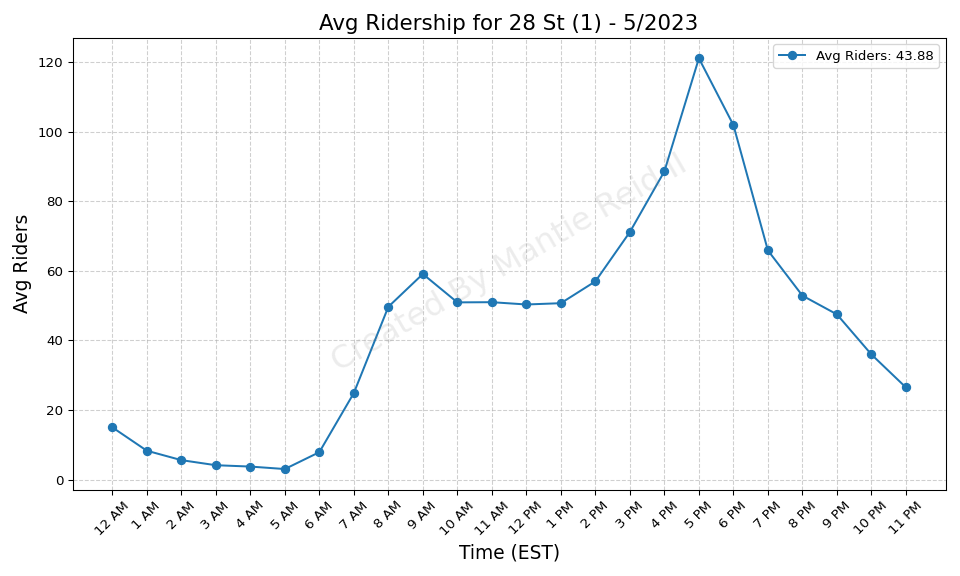 Avg Ridership for 28 St (1) - 5/2023
Avg Riders: 43.88
Avg Riders
120
100
80
60
40
20
0
Created By Mantie Reid II
12 AM
1 AM
2 AM
3 AM
4 AM
5 AM
6 AM
7 AM
8 AM
9 AM
10 AM
11 AM
12 PM
1 PM
2 PM
3 PM
4 PM
5 PM
6 PM
7 PM
8 PM
9 PM
10 PM
11 PM
Time (EST)